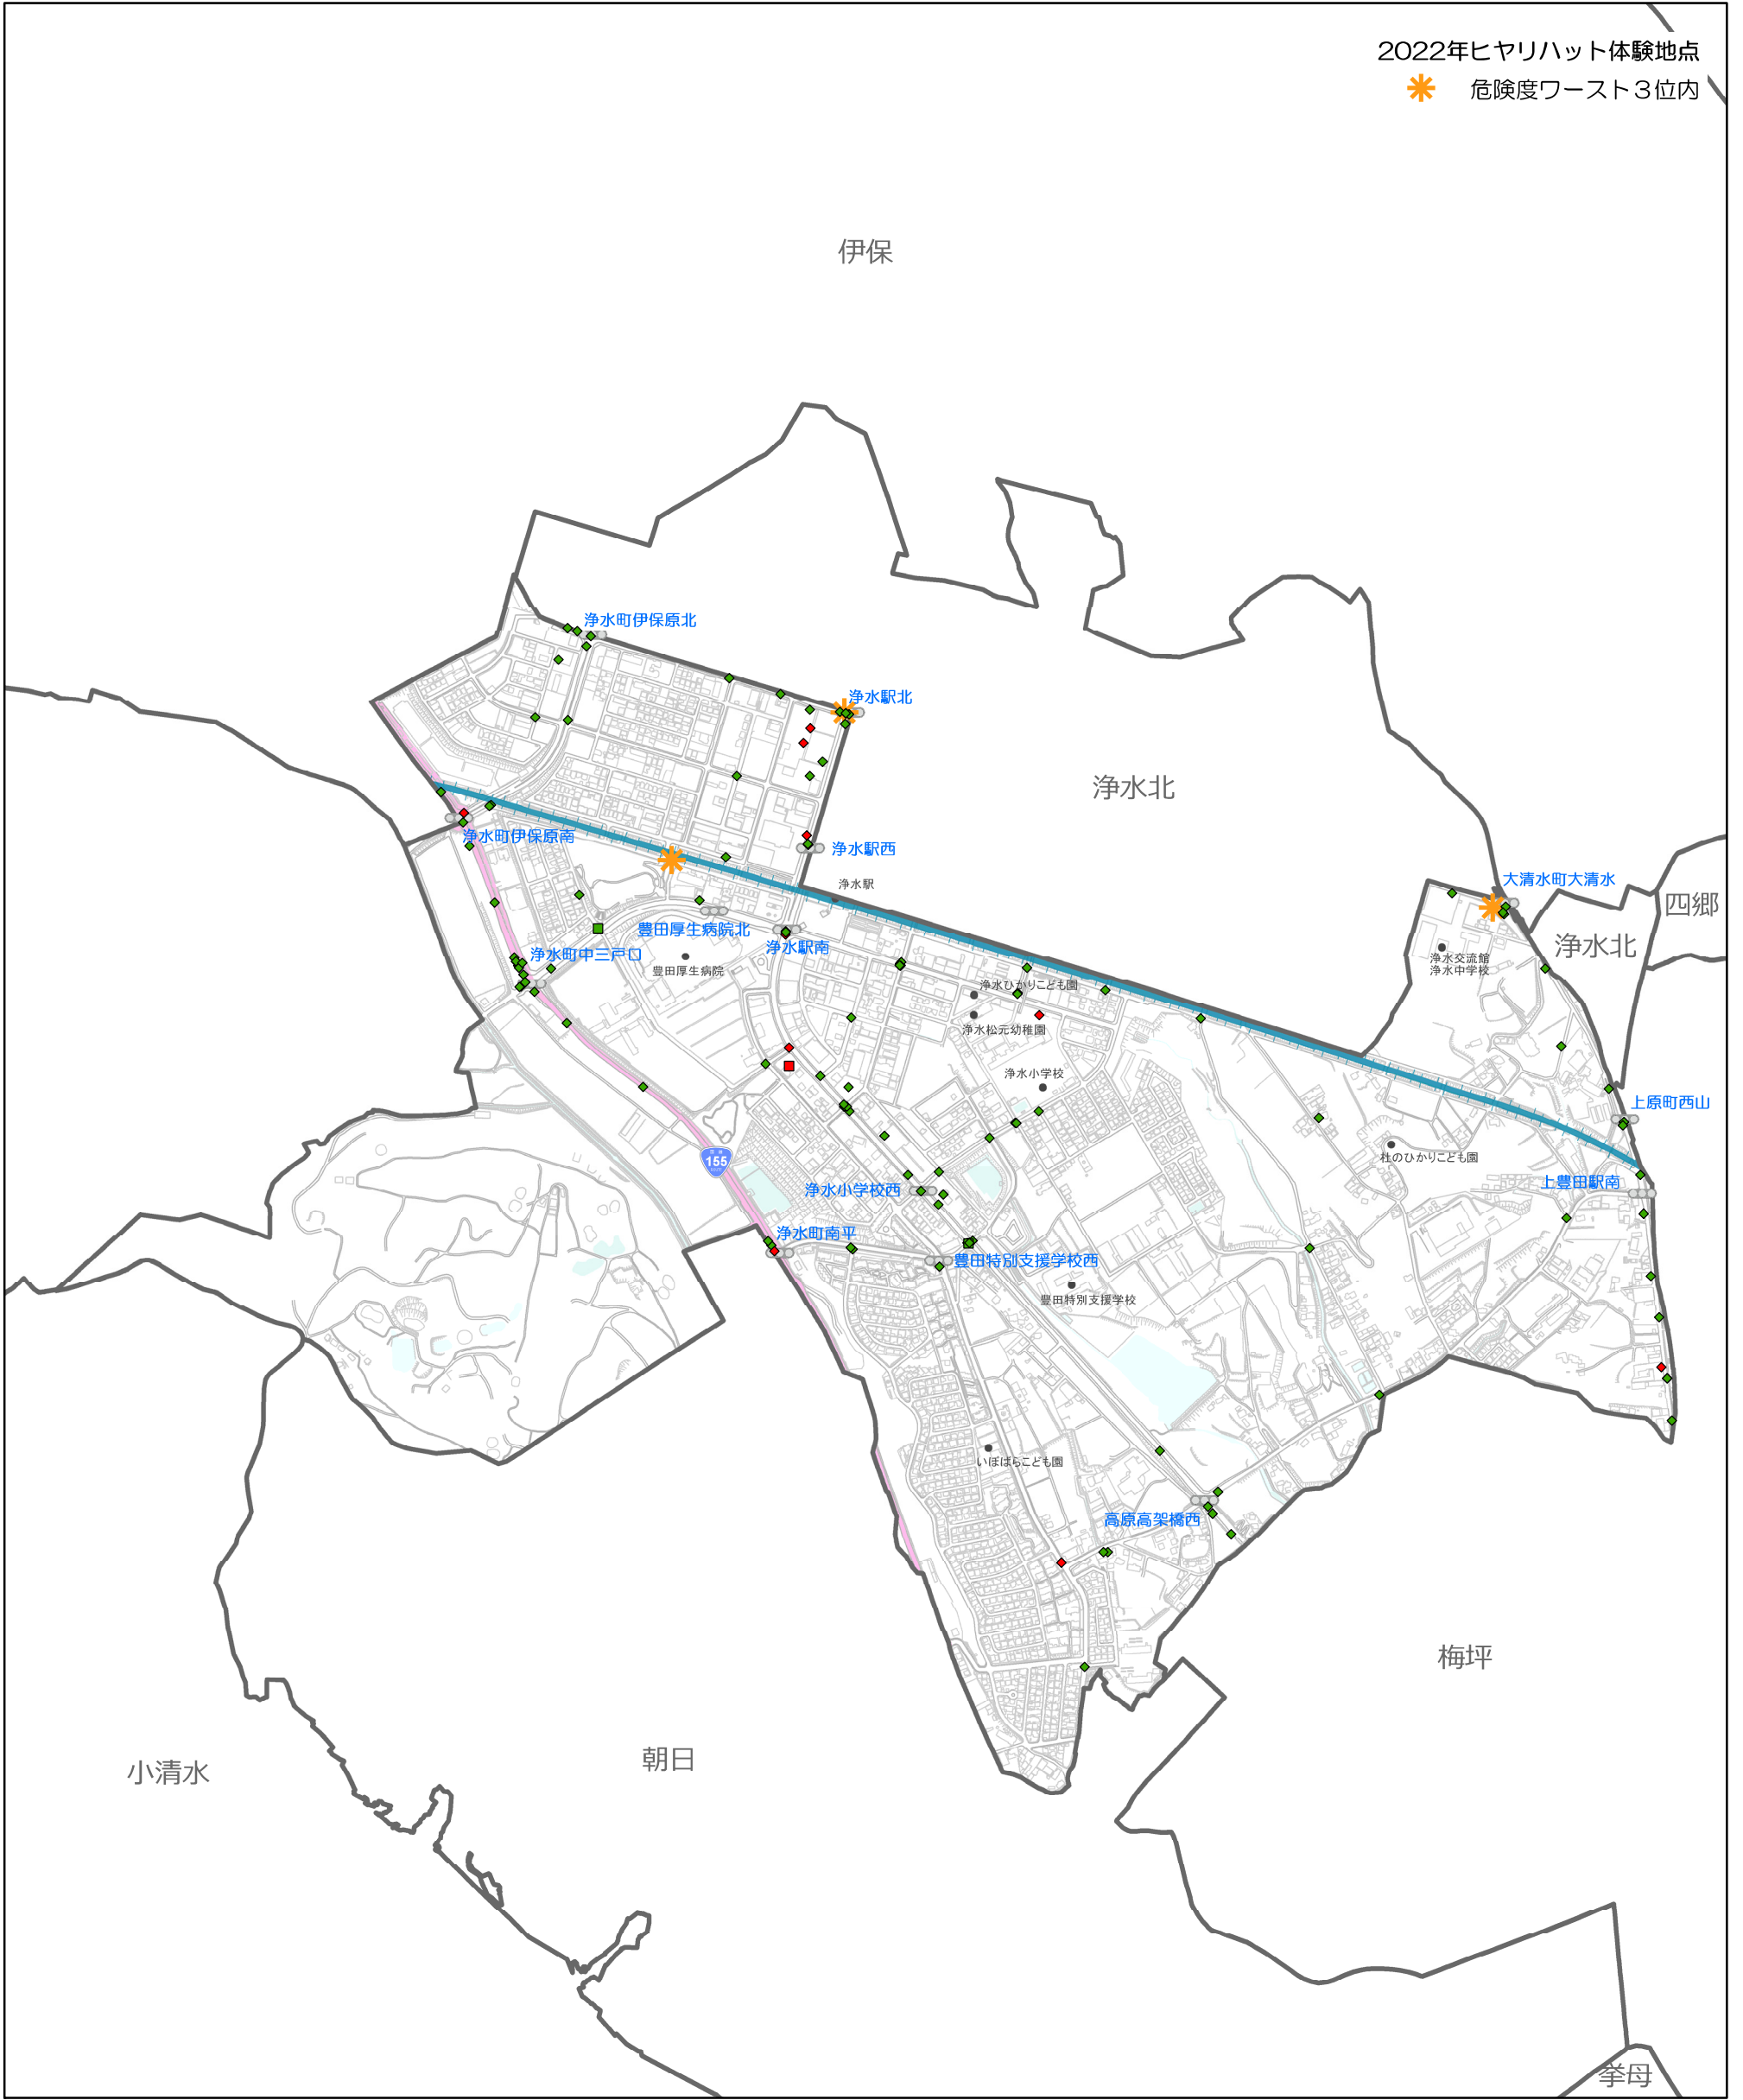 2022年ヒヤリハット体験地点
危険度ワースト３位内
伊保
浄水町伊保原北
浄水駅北
浄水北
浄水町伊保原南
浄水駅西
浄水駅
大清水町大清水
四郷
浄水北
豊田厚生病院北
浄水駅南
浄水町中三戸口
豊田厚生病院
浄水交流館
浄水中学校
浄水ひかりこども園
浄水松元幼稚園
浄水小学校
上原町西山
杜のひかりこども園
155
上豊田駅南
浄水小学校西
浄水町南平
豊田特別支援学校西
豊田特別支援学校
いぼばらこども園
高原高架橋西
梅坪
朝日
小清水
挙母